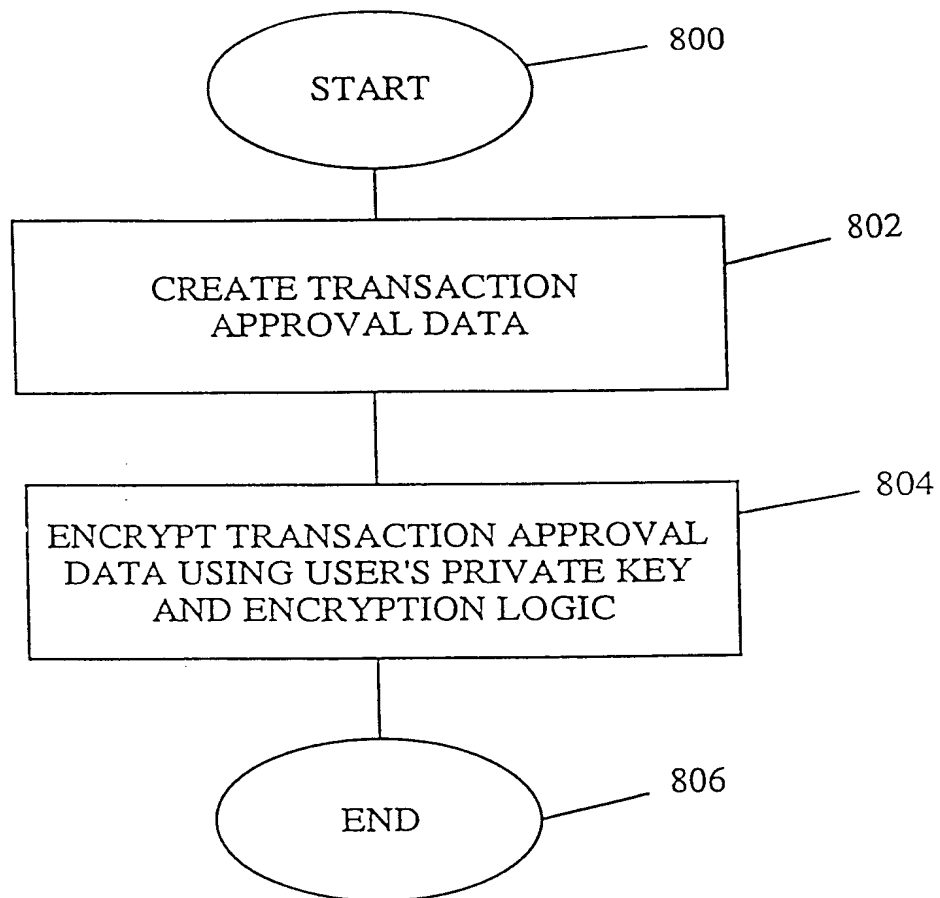 800
START
802
CREATE TRANSACTION
APPROVAL DATA
804
ENCRYPT TRANSACTION APPROVAL
DATA USING USER'S PRIVATE KEY
AND ENCRYPTION LOGIC
806
END